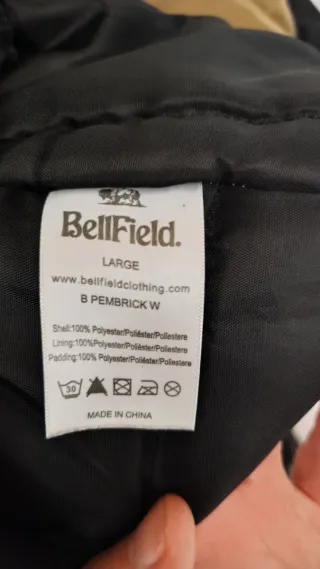 BellField.
LARGE
www.bellfieldclothing.com
B PEMBRICK W
Shell:100% Polyester/Poliéster/Poliestere
Lining:100%Polyester/Poliéster/Poliestere
Padding:100% Polyester/Poliéster/Poliestere
30
MADE IN CHINA